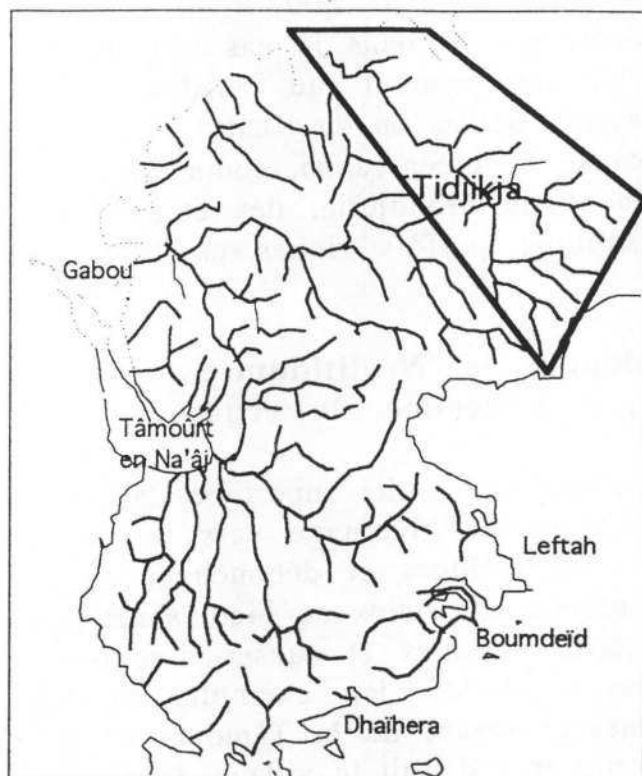 Tidjikja
Gabou
Tâmoûrt
en Na'âj
Leftah
Boumdeïd
Dhaïhera